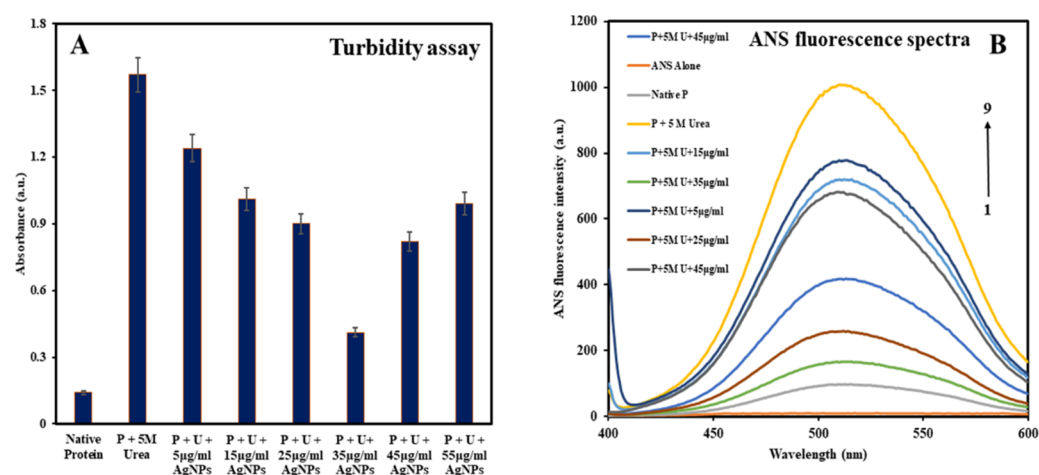 A
Turbidity assay
Absorbance (a.u.)
1.8
1.5
1.2
0.9
0.6
0.3
0
Native
Protein
P + 5M
Urea
P + U +
5µg/ml
AgNPs
P + U +
15µg/ml
AgNPs
P + U +
25µg/ml
AgNPs
P + U +
35µg/ml
AgNPs
P + U +
45µg/ml
AgNPs
P + U +
55µg/ml
AgNPs
ANS fluorescence spectra
B
ANS fluorescence intensity (a.u.)
1200
1000
800
600
400
200
0
P+5M U+45µg/ml
ANS Alone
Native P
P + 5 M Urea
P+5M U+15µg/ml
P+5M U+35µg/ml
P+5M U+5µg/ml
P+5M U+25µg/ml
P+5M U+45µg/ml
9
1
400
450
500
550
600
Wavelength (nm)